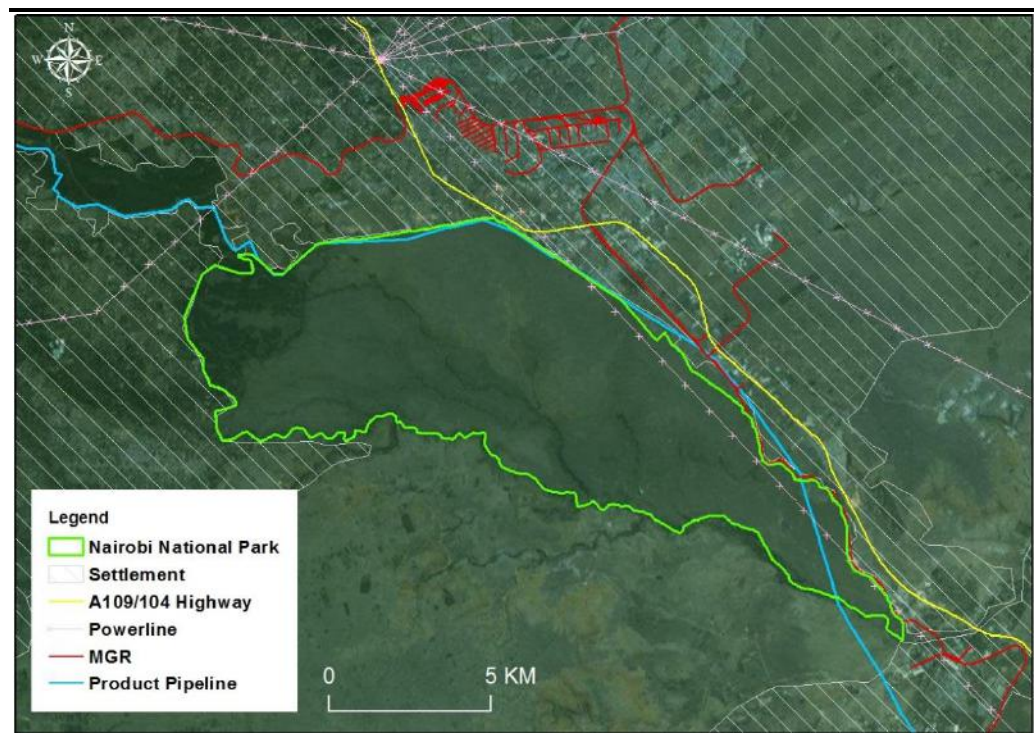 N
W E
S
Legend
Nairobi National Park
Settlement
A109/104 Highway
Powerline
MGR
Product Pipeline
0 5 KM